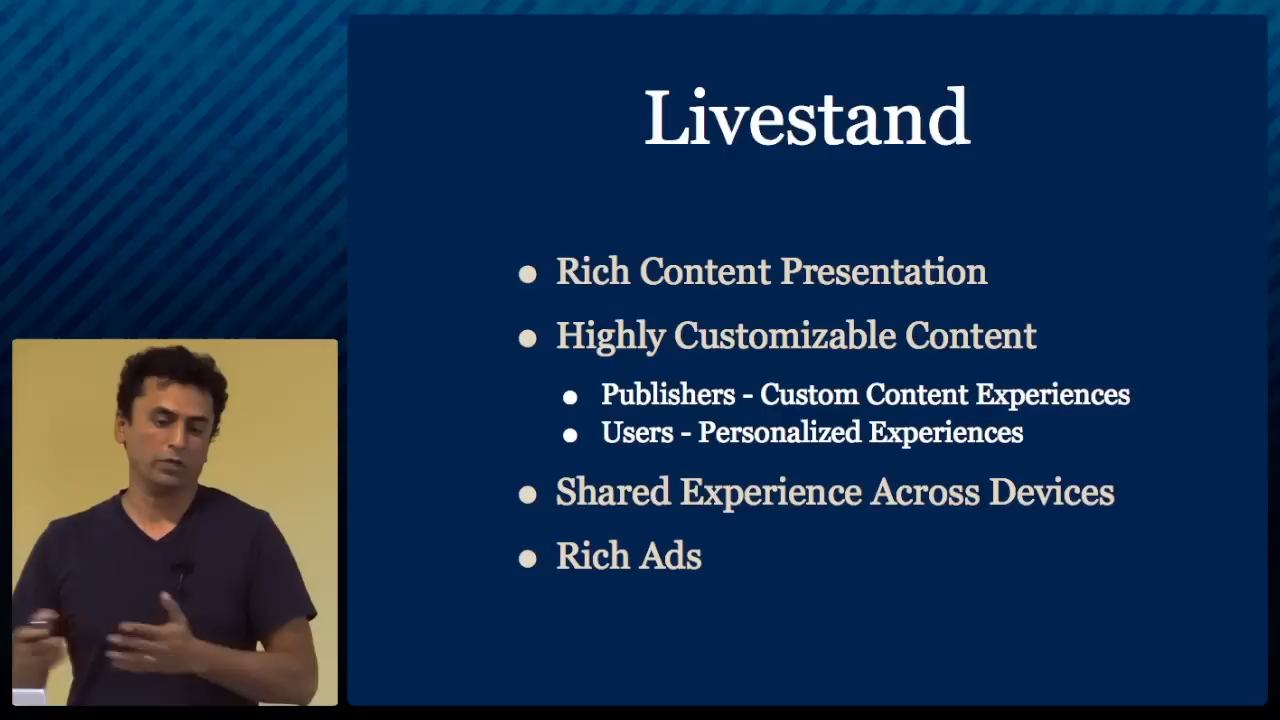 Livestand
• Rich Content Presentation
• Highly Customizable Content
• Publishers - Custom Content Experiences
• Users - Personalized Experiences
• Shared Experience Across Devices
• Rich Ads